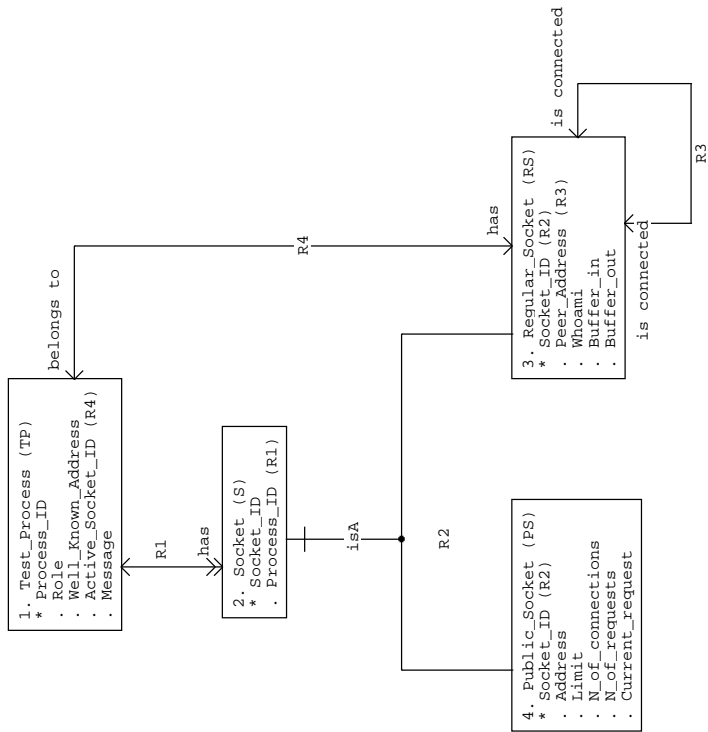 1. Test_Process (TP)
* Process_ID
. Role
. Well_Known_Address
. Active_Socket_ID (R4)
. Message
belongs to
R1
has
R4
2. Socket (S)
* Socket_ID
. Process_ID (R1)
isA
R2
has
4. Public_Socket (PS)
* Socket_ID (R2)
. Address
. Limit
. N_of_connections
. N_of_requests
. Current_request
3. Regular_Socket (RS)
* Socket_ID (R2)
. Peer_Address (R3)
. Whoami
. Buffer_in
. Buffer_out
is connected
is connected
R3